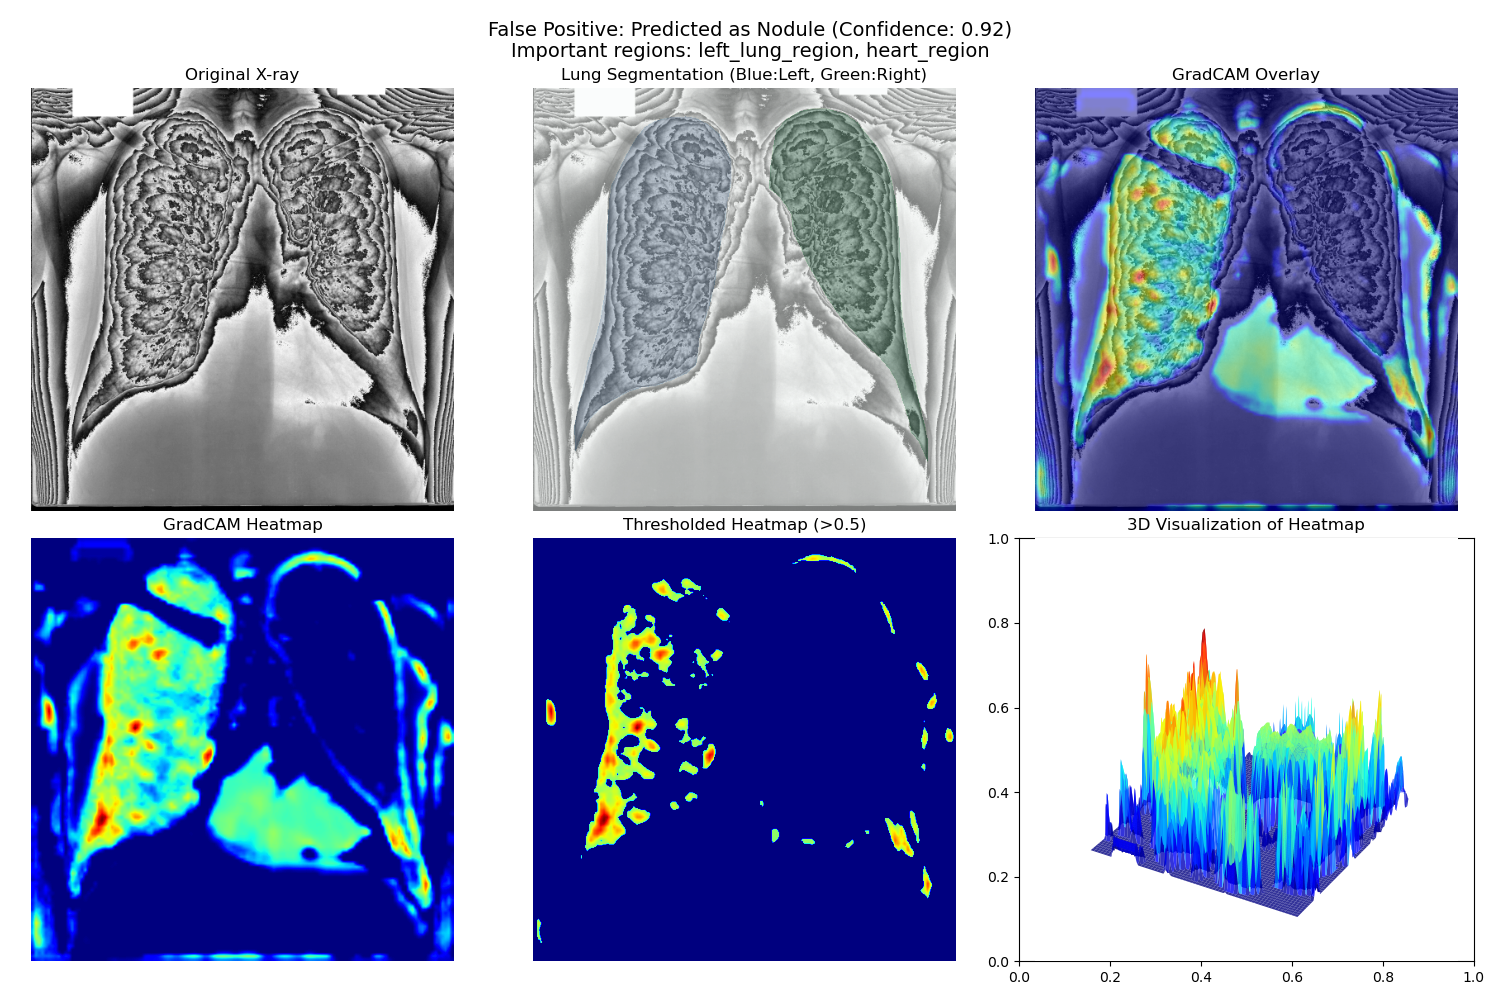 False Positive: Predicted as Nodule (Confidence: 0.92)
Important regions: left_lung_region, heart_region
Original X-ray
Lung Segmentation (Blue:Left, Green:Right)
GradCAM Overlay
GradCAM Heatmap
Thresholded Heatmap (>0.5)
3D Visualization of Heatmap
1.0
0.8
0.6
0.4
0.2
0.0
0.0 0.2 0.4 0.6 0.8 1.0